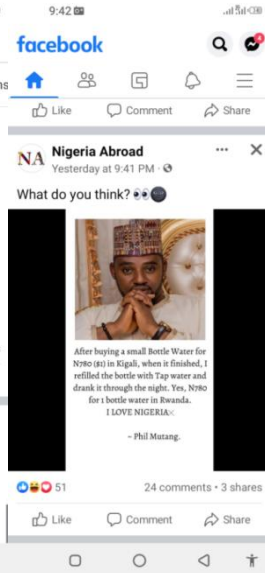 9:42
facebook
4
Like Comment Share
NA Nigeria Abroad
Yesterday at 9:41 PM ·
What do you think?
After buying a small Bottle Water for
N780 ($1) in Kigali, when it finished, I
refilled the bottle with Tap water and
drank it through the night. Yes, N780
for 1 bottle water in Rwanda.
I LOVE NIGERIA
~ Phil Mutang.
51 24 comments • 3 shares
Like Comment Share